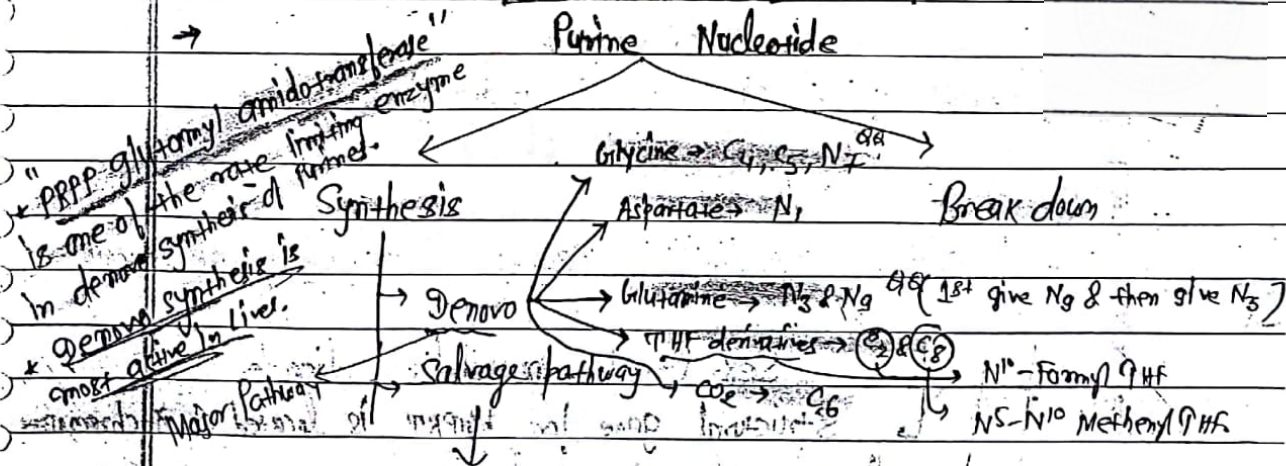 → Purine Nucleotide
* "PRPP glutamyl amidotransferase"
is one of the rate limiting enzyme
in denovo synthesis of purines.
* Denovo synthesis is
most active in Liver.
Synthesis
Break down
→ Denovo
Glycine → C4, C5, N7
Aspartate → N1
Glutamine → N3 & N9 (1st give N9 & then give N3)
THF derivatives → C2 & C8
CO2 → C6
N10-Formyl THF
N5-N10 Methenyl THF
→ Salvage pathway
Major Pathway